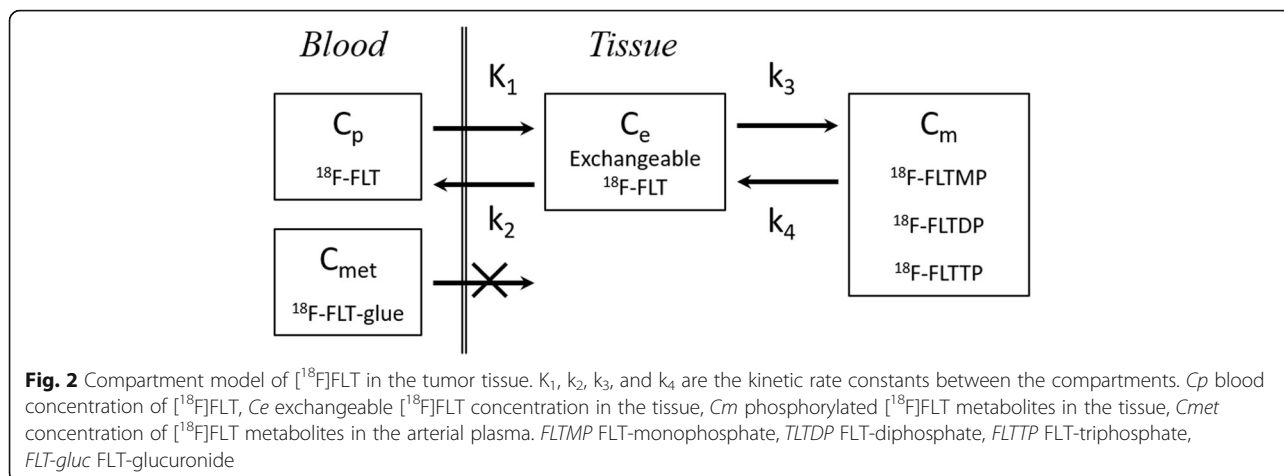 Blood
Tissue
K₁
k₃
Cₚ
¹⁸F-FLT
Cₑ
Exchangeable
¹⁸F-FLT
Cₘ
¹⁸F-FLTMP
¹⁸F-FLTDP
¹⁸F-FLTTP
k₂
k₄
C_met
¹⁸F-FLT-glue
Fig. 2 Compartment model of [¹⁸F]FLT in the tumor tissue. K₁, k₂, k₃, and k₄ are the kinetic rate constants between the compartments. Cp blood
concentration of [¹⁸F]FLT, Ce exchangeable [¹⁸F]FLT concentration in the tissue, Cm phosphorylated [¹⁸F]FLT metabolites in the tissue, Cmet
concentration of [¹⁸F]FLT metabolites in the arterial plasma. FLTMP FLT-monophosphate, TLTDP FLT-diphosphate, FLTTP FLT-triphosphate,
FLT-gluc FLT-glucuronide